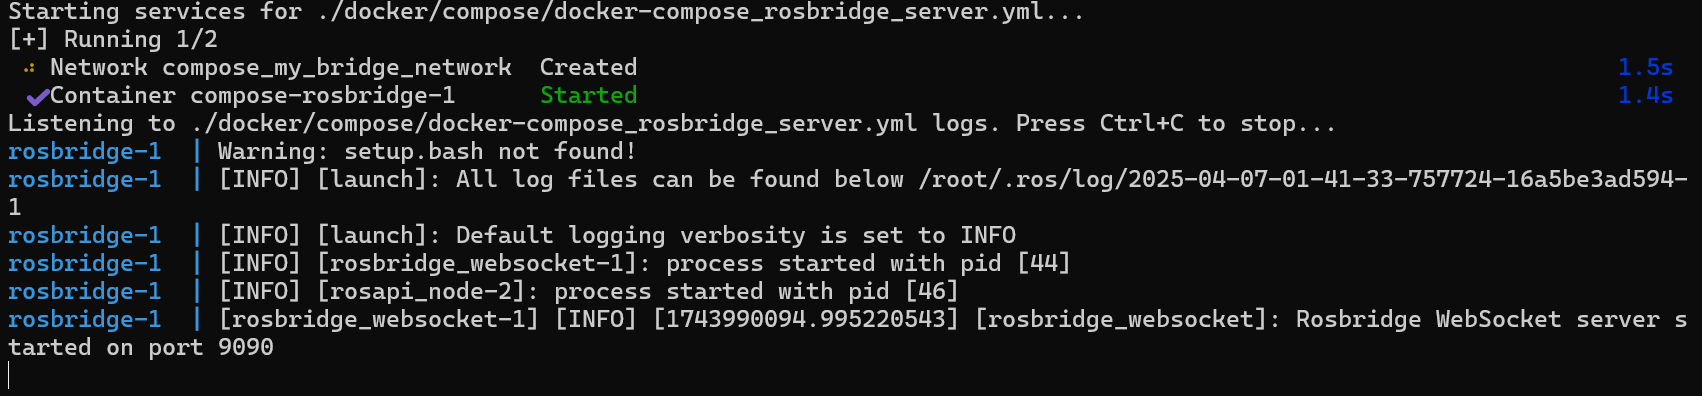 Starting services for ./docker/compose/docker-compose_rosbridge_server.yml...
[+] Running 1/2
Network compose_my_bridge_network  Created 1.5s
✔Container compose-rosbridge-1 Started 1.4s
Listening to ./docker/compose/docker-compose_rosbridge_server.yml logs. Press Ctrl+C to stop...
rosbridge-1  | Warning: setup.bash not found!
rosbridge-1  | [INFO] [launch]: All log files can be found below /root/.ros/log/2025-04-07-01-41-33-757724-16a5be3ad594-
1
rosbridge-1  | [INFO] [launch]: Default logging verbosity is set to INFO
rosbridge-1  | [INFO] [rosbridge_websocket-1]: process started with pid [44]
rosbridge-1  | [INFO] [rosapi_node-2]: process started with pid [46]
rosbridge-1  | [rosbridge_websocket-1] [INFO] [1743990094.995220543] [rosbridge_websocket]: Rosbridge WebSocket server s
tarted on port 9090